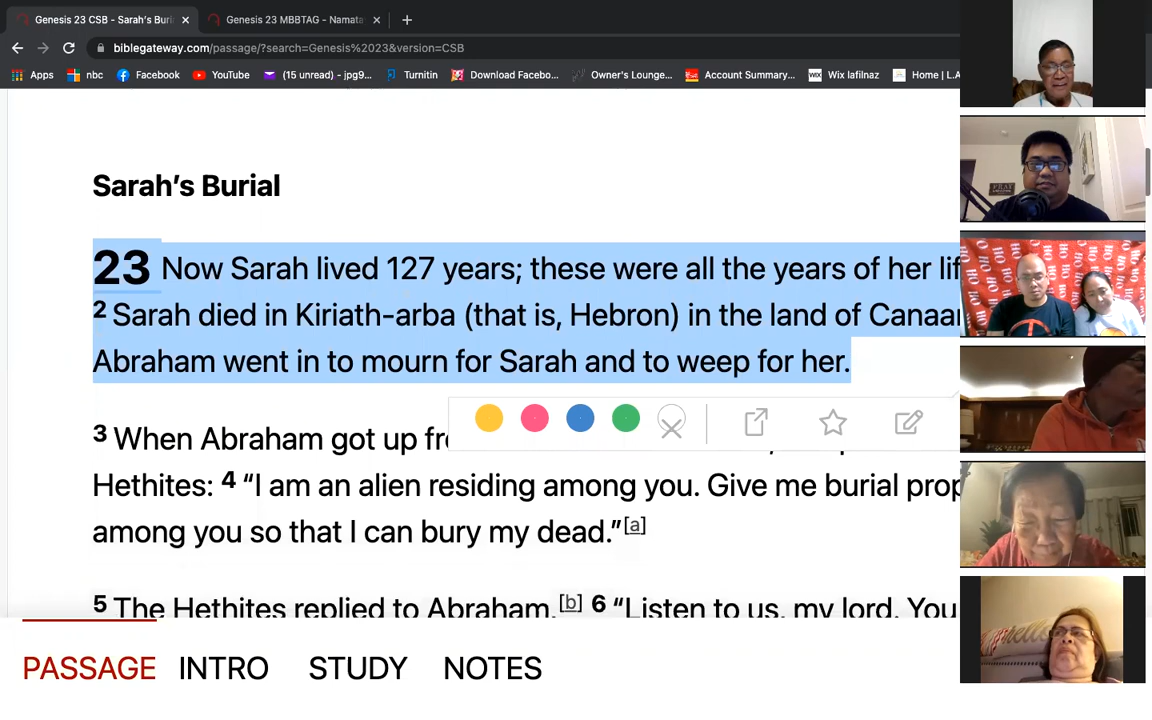 Genesis 23 CSB - Sarah's Buri
Genesis 23 MBBTAG - Namata
biblegateway.com/passage/?search=Genesis%2023&version=CSB
Apps nbc Facebook YouTube (15 unread) - jpg9... Turnitin Download Facebo... Owner's Lounge... Account Summary... WIX Wix lafilnaz Home | L.A
Sarah's Burial
23 Now Sarah lived 127 years; these were all the years of her
2 Sarah died in Kiriath-arba (that is, Hebron) in the land of
Abraham went in to mourn for Sarah and to weep for her.
3 When Abraham got up
Hethites: 4 "I am an alien residing among you. Give me burial
among you so that I can bury my dead."[a]
5 The Hethites replied to Abraham,[b] 6 "Listen to us, my lord. You
PASSAGE INTRO STUDY NOTES
PRAY
HO HO HO
hello